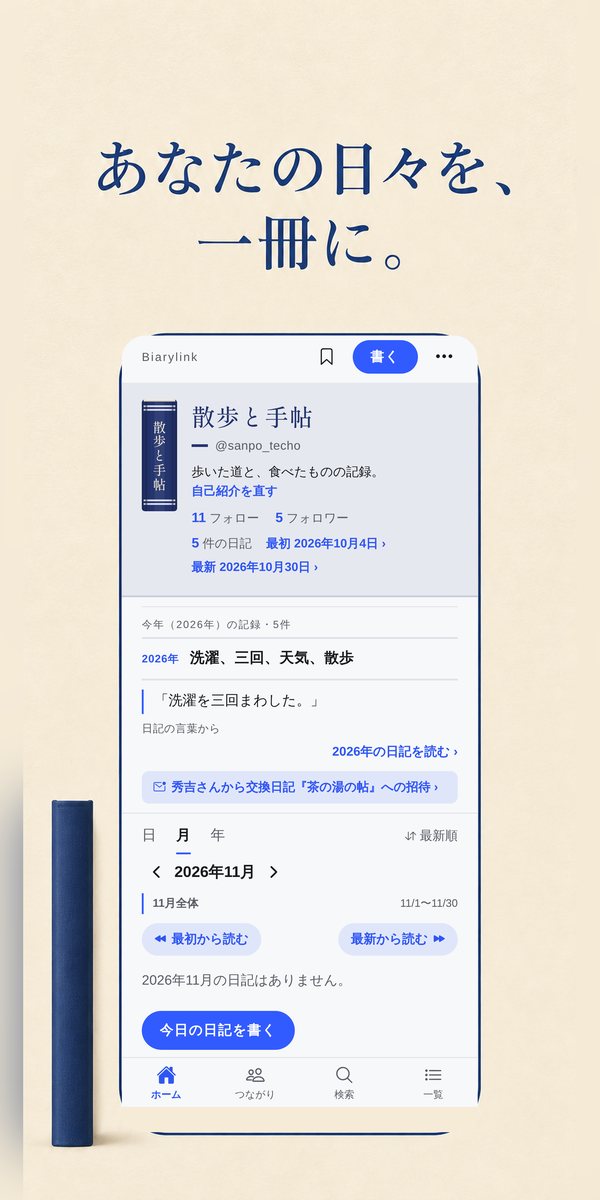 あなたの日々を、
一冊に。
Biarylink
書く
散歩と手帖
散歩と手帖
@sanpo_techo
歩いた道と、食べたものの記録。
自己紹介を直す
11 フォロー 5 フォロワー
5 件の日記 最初 2026年10月4日 ›
最新 2026年10月30日 ›
今年（2026年）の記録・5件
2026年 洗濯、三回、天気、散歩
「洗濯を三回まわした。」
日記の言葉から
2026年の日記を読む ›
秀吉さんから交換日記『茶の湯の帖』への招待 ›
日 月 年 最新順
2026年11月
11月全体 11/1〜11/30
最初から読む 最新から読む
2026年11月の日記はありません。
今日の日記を書く
ホーム つながり 検索 一覧